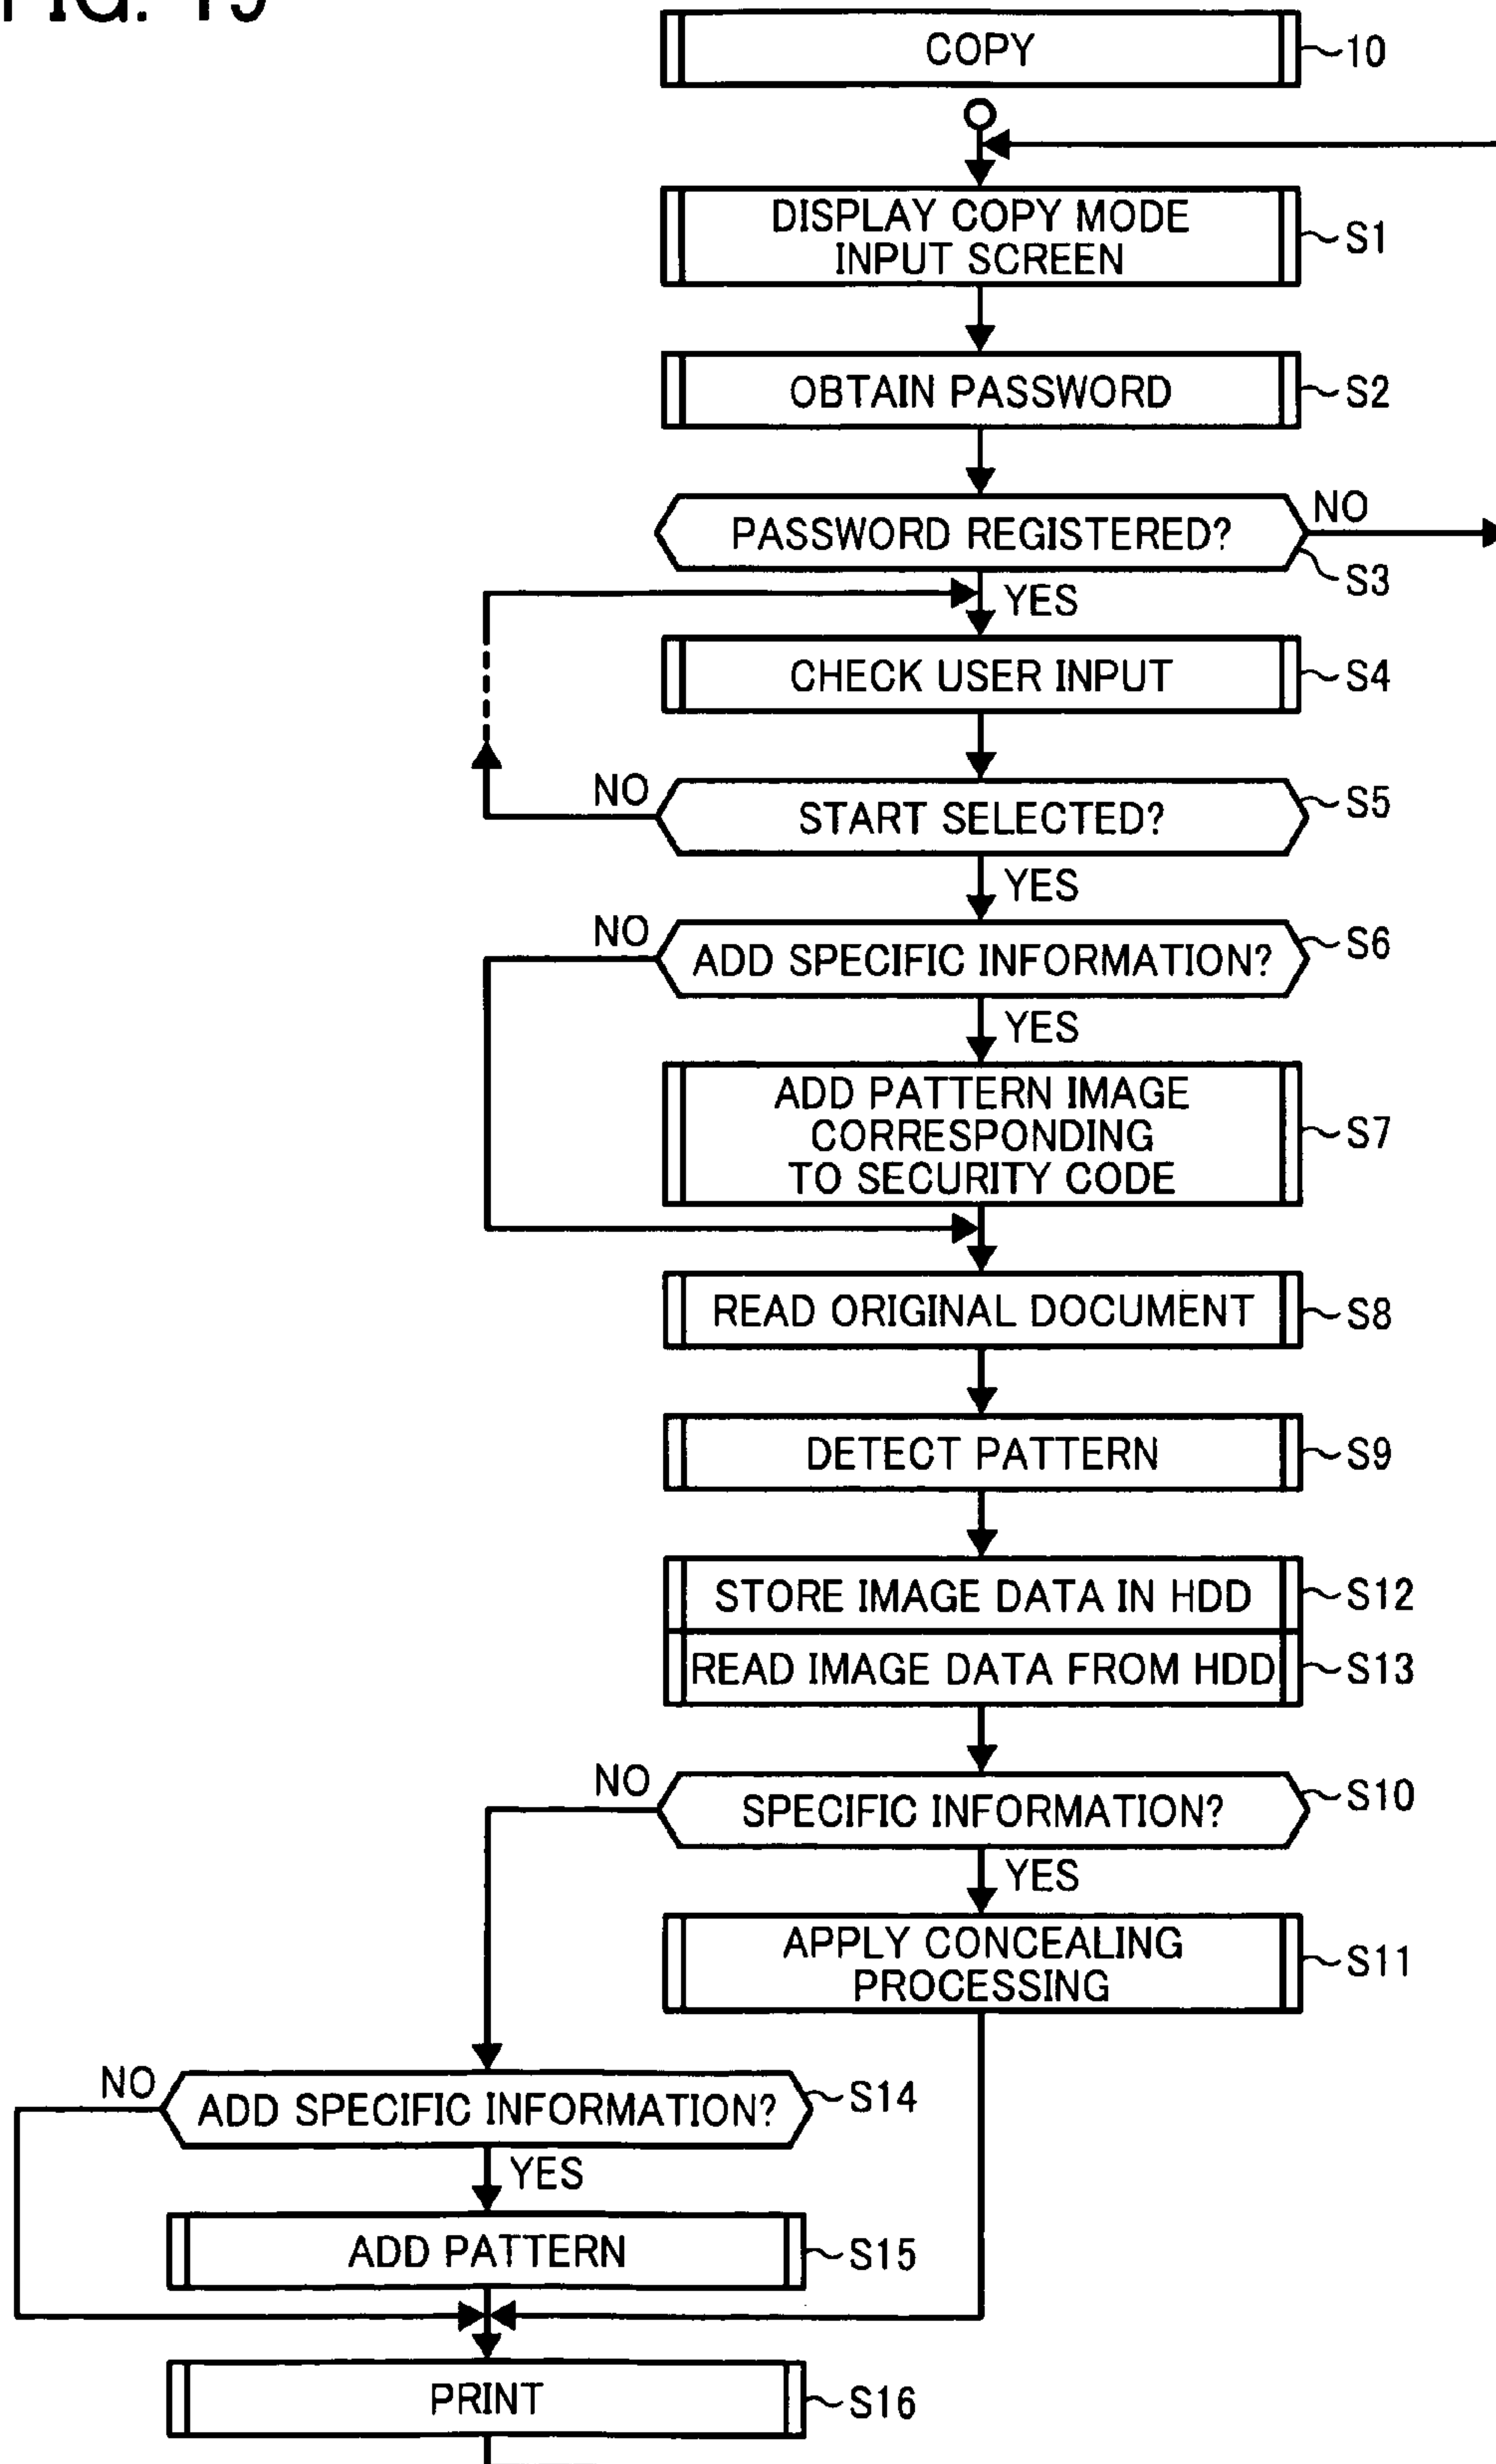 FIG. 19
COPY
10
DISPLAY COPY MODE
INPUT SCREEN
S1
OBTAIN PASSWORD
S2
PASSWORD REGISTERED?
NO
S3
YES
CHECK USER INPUT
S4
NO
START SELECTED?
S5
YES
NO
ADD SPECIFIC INFORMATION?
S6
YES
ADD PATTERN IMAGE
CORRESPONDING
TO SECURITY CODE
S7
READ ORIGINAL DOCUMENT
S8
DETECT PATTERN
S9
STORE IMAGE DATA IN HDD
S12
READ IMAGE DATA FROM HDD
S13
NO
SPECIFIC INFORMATION?
S10
YES
APPLY CONCEALING
PROCESSING
S11
NO
ADD SPECIFIC INFORMATION?
S14
YES
ADD PATTERN
S15
PRINT
S16